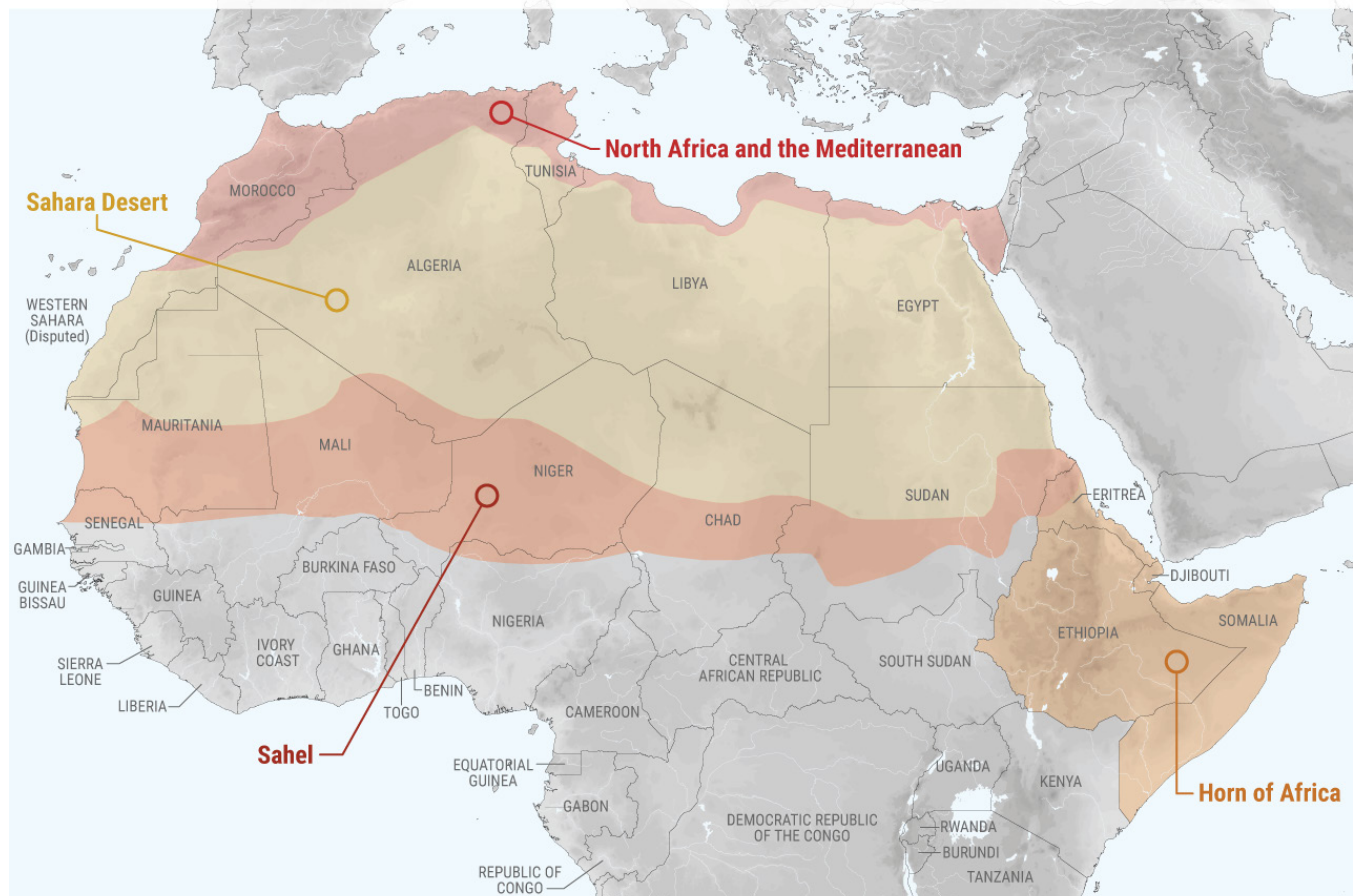 North Africa and the Mediterranean
TUNISIA
MOROCCO
Sahara Desert
ALGERIA
LIBYA
EGYPT
WESTERN
SAHARA
(Disputed)
MAURITANIA
MALI
NIGER
CHAD
SUDAN
ERITREA
SENEGAL
GAMBIA
GUINEA
BISSAU
BURKINA FASO
DJIBOUTI
GUINEA
NIGERIA
SOMALIA
ETHIOPIA
IVORY
COAST
GHANA
SIERRA
LEONE
CENTRAL
AFRICAN REPUBLIC
SOUTH SUDAN
BENIN
LIBERIA
TOGO
CAMEROON
Sahel
EQUATORIAL
GUINEA
UGANDA
KENYA
Horn of Africa
GABON
DEMOCRATIC REPUBLIC
OF THE CONGO
RWANDA
BURUNDI
REPUBLIC OF
CONGO
TANZANIA